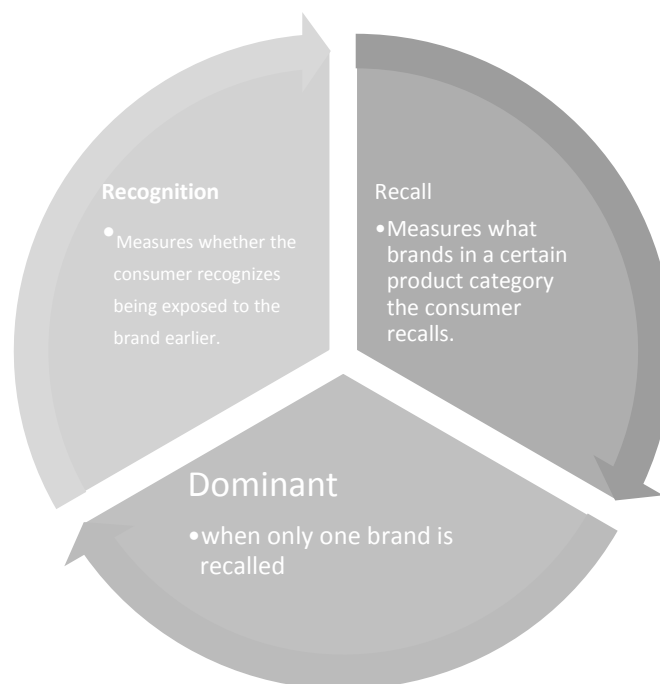 Recognition
•Measures whether the
consumer recognizes
being exposed to the
brand earlier.
Recall
•Measures what
brands in a certain
product category
the consumer
recalls.
Dominant
•when only one brand is
recalled